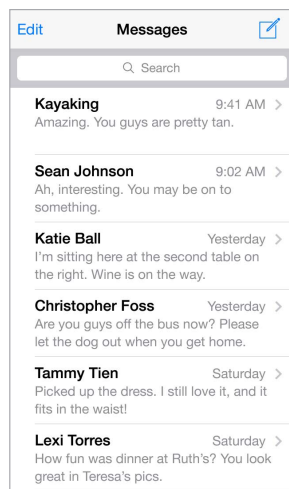 Edit Messages
Search
Kayaking 9:41 AM
Amazing. You guys are pretty tan.
Sean Johnson 9:02 AM
Ah, interesting. You may be on to
something.
Katie Ball Yesterday
I'm sitting here at the second table on
the right. Wine is on the way.
Christopher Foss Yesterday
Are you guys off the bus now? Please
let the dog out when you get home.
Tammy Tien Saturday
Picked up the dress. I still love it, and it
fits in the waist!
Lexi Torres Saturday
How fun was dinner at Ruth's? You look
great in Teresa's pics.